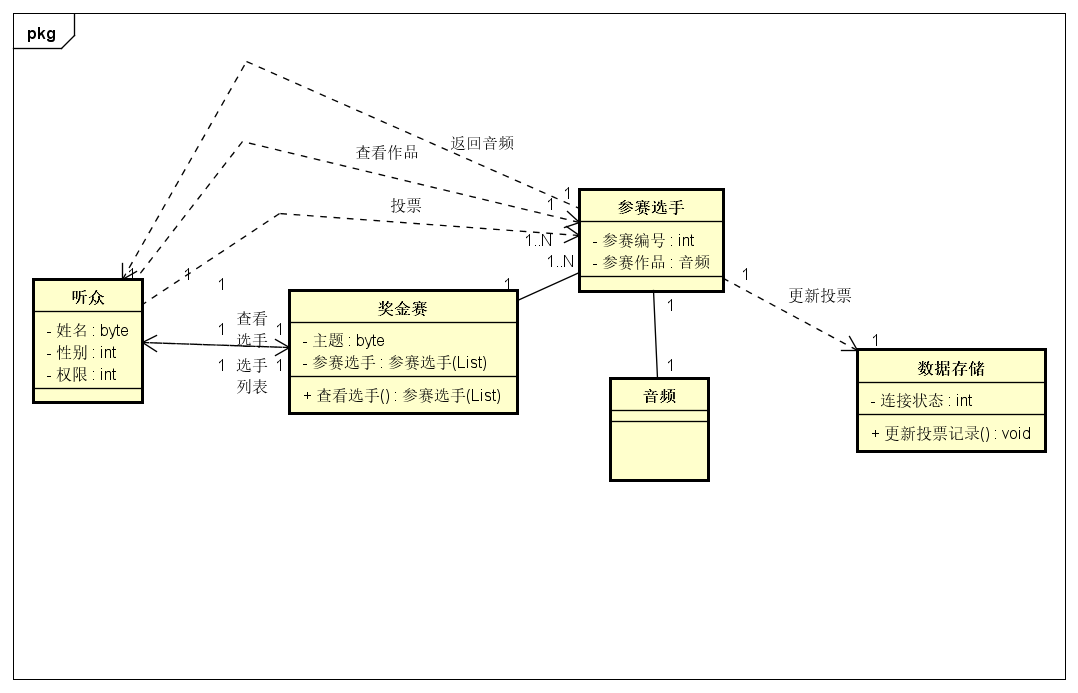 pkg
返回音频
查看作品
投票
1
1
1..N
1..N
参赛选手
- 参赛编号 : int
- 参赛作品 : 音频
1
1
1
听众
- 姓名 : byte
- 性别 : int
- 权限 : int
1
查看
选手
1
1
选手
列表
1
1
奖金赛
- 主题 : byte
- 参赛选手 : 参赛选手(List)
+ 查看选手() : 参赛选手(List)
1
1
音频
1
更新投票
1
数据存储
- 连接状态 : int
+ 更新投票记录() : void